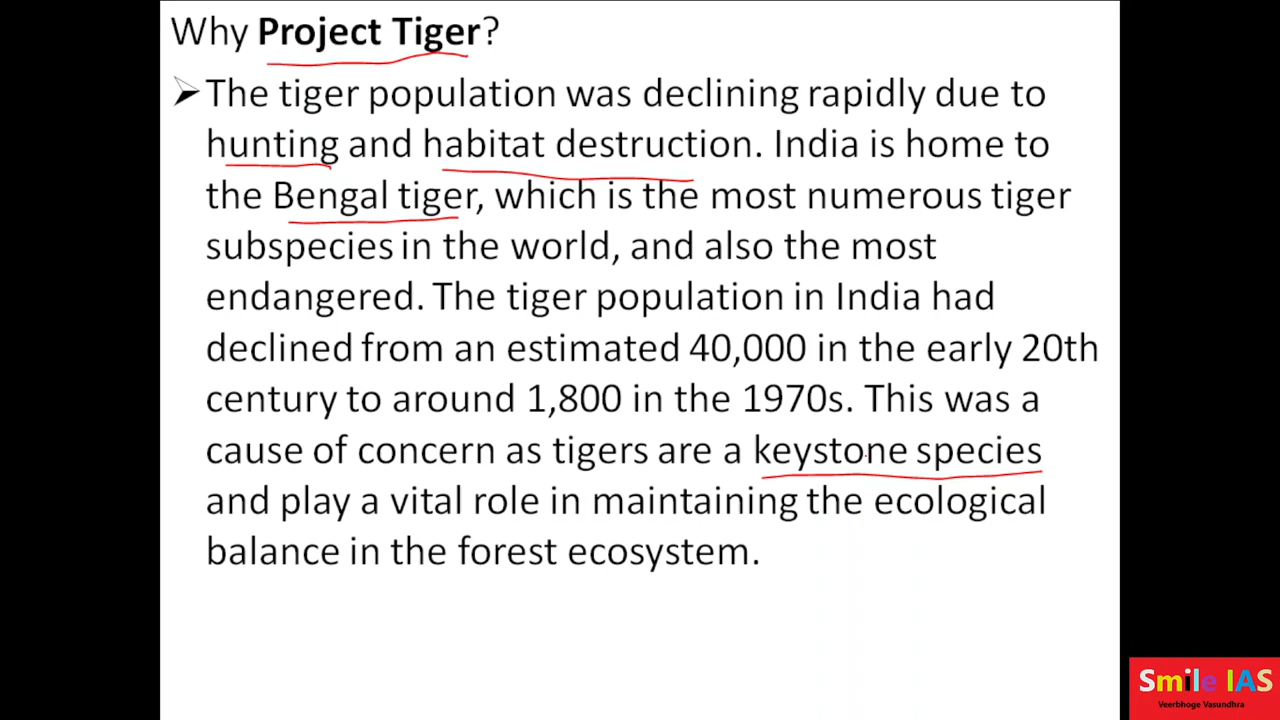 Why Project Tiger?
➢ The tiger population was declining rapidly due to
hunting and habitat destruction. India is home to
the Bengal tiger, which is the most numerous tiger
subspecies in the world, and also the most
endangered. The tiger population in India had
declined from an estimated 40,000 in the early 20th
century to around 1,800 in the 1970s. This was a
cause of concern as tigers are a keystone species
and play a vital role in maintaining the ecological
balance in the forest ecosystem.
Smile IAS
Veerbhoge Vasundhra